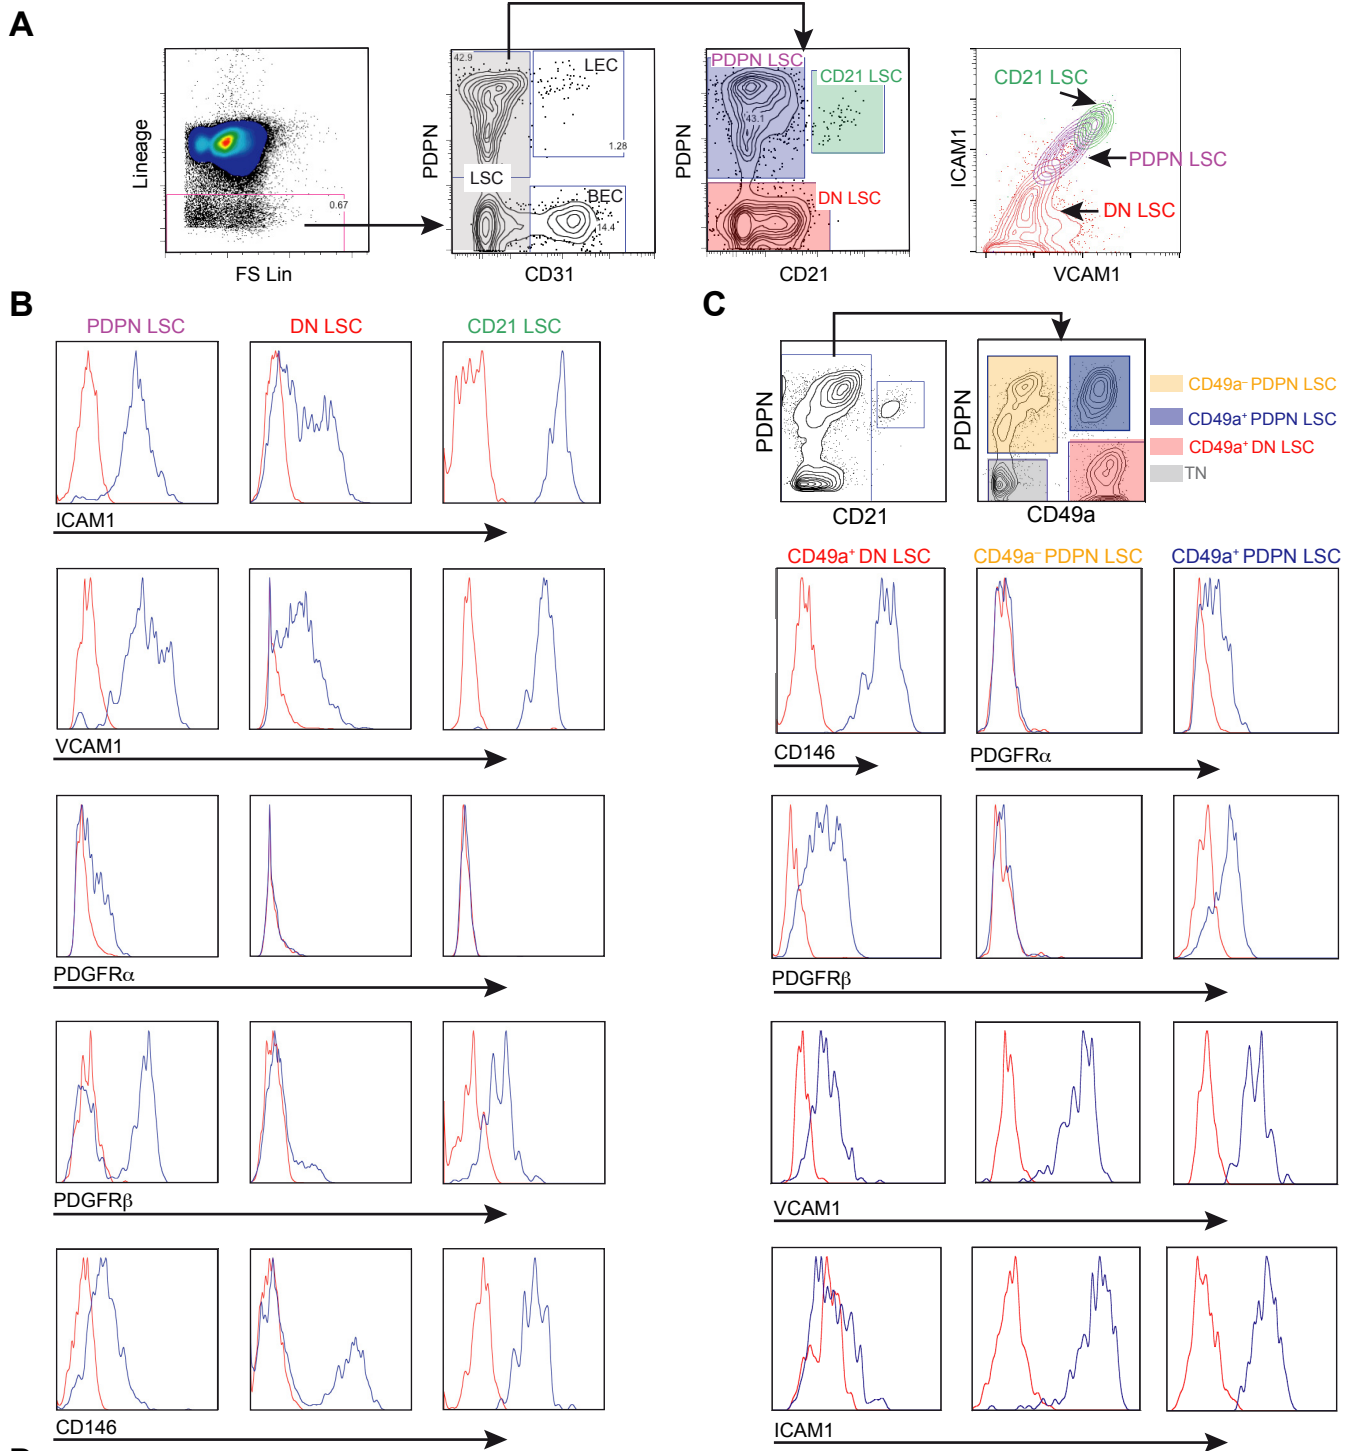 A
Lineage
0.67
FS Lin
42.9
LEC
1.28
LSC
BEC
14.4
PDPN
CD31
PDPN LSC
CD21 LSC
43.1
DN LSC
PDPN
CD21
CD21 LSC
PDPN LSC
DN LSC
ICAM1
VCAM1
B
PDPN LSC
DN LSC
CD21 LSC
ICAM1
VCAM1
PDGFRα
PDGFRβ
CD146
C
PDPN
CD21
PDPN
CD49a
CD49a⁻ PDPN LSC
CD49a⁺ PDPN LSC
CD49a⁺ DN LSC
TN
CD49a⁺ DN LSC
CD49a⁻ PDPN LSC
CD49a⁺ PDPN LSC
CD146
PDGFRα
PDGFRβ
VCAM1
ICAM1